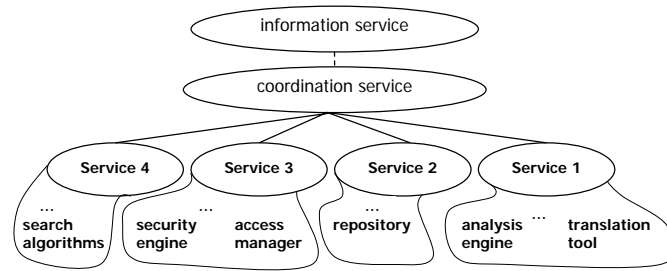 information service
coordination service
Service 4
Service 3
Service 2
Service 1
...
search
algorithms
...
security
engine
access
manager
...
repository
...
analysis
engine
translation
tool